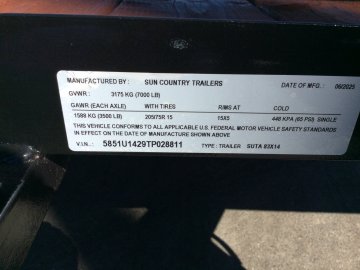 MANUFACTURED BY : SUN COUNTRY TRAILERS DATE OF MFG.: 06/2025
GVWR : 3175 KG (7000 LB)
GAWR (EACH AXLE) WITH TIRES RIMS AT COLD
1588 KG (3500 LB) 205/75R 15 15X5 448 KPA (65 PSI) SINGLE
THIS VEHICLE CONFORMS TO ALL APPLICABLE U.S. FEDERAL MOTOR VEHICLE SAFETY STANDARDS
IN EFFECT ON THE DATE OF MANUFACTURE SHOWN ABOVE
V.I.N.: 5851U1429TP028811 TYPE : TRAILER SUTA 83X14